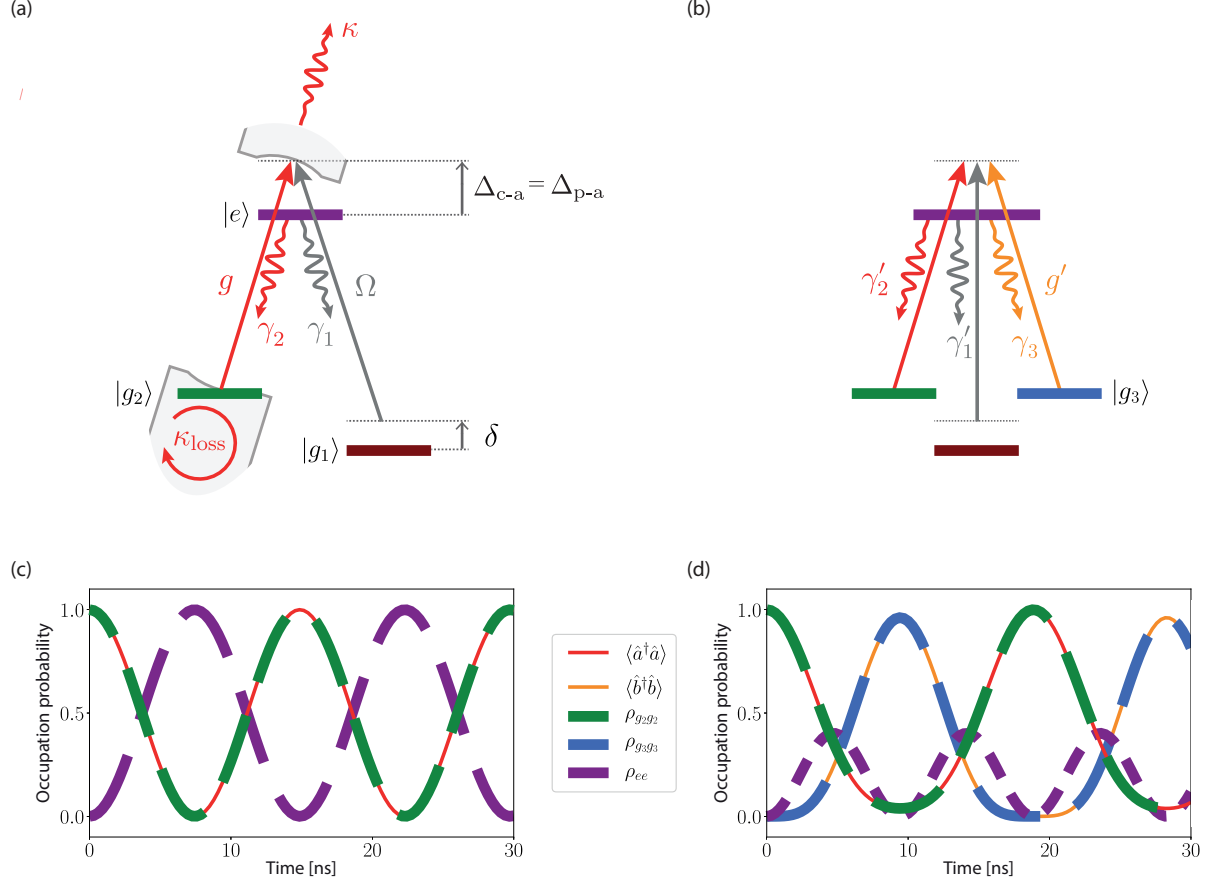 (a)
κ
Δc-a = Δp-a
|e⟩
g
Ω
γ2
γ1
|g2⟩
κloss
|g1⟩
δ
(b)
γ′2
g′
γ′1
γ3
|g3⟩
(c)
Occupation probability
1.0
0.5
0.0
0
10
20
30
Time [ns]
⟨â†â⟩
⟨b̂†b̂⟩
ρg2g2
ρg3g3
ρee
(d)
Occupation probability
1.0
0.5
0.0
0
10
20
30
Time [ns]